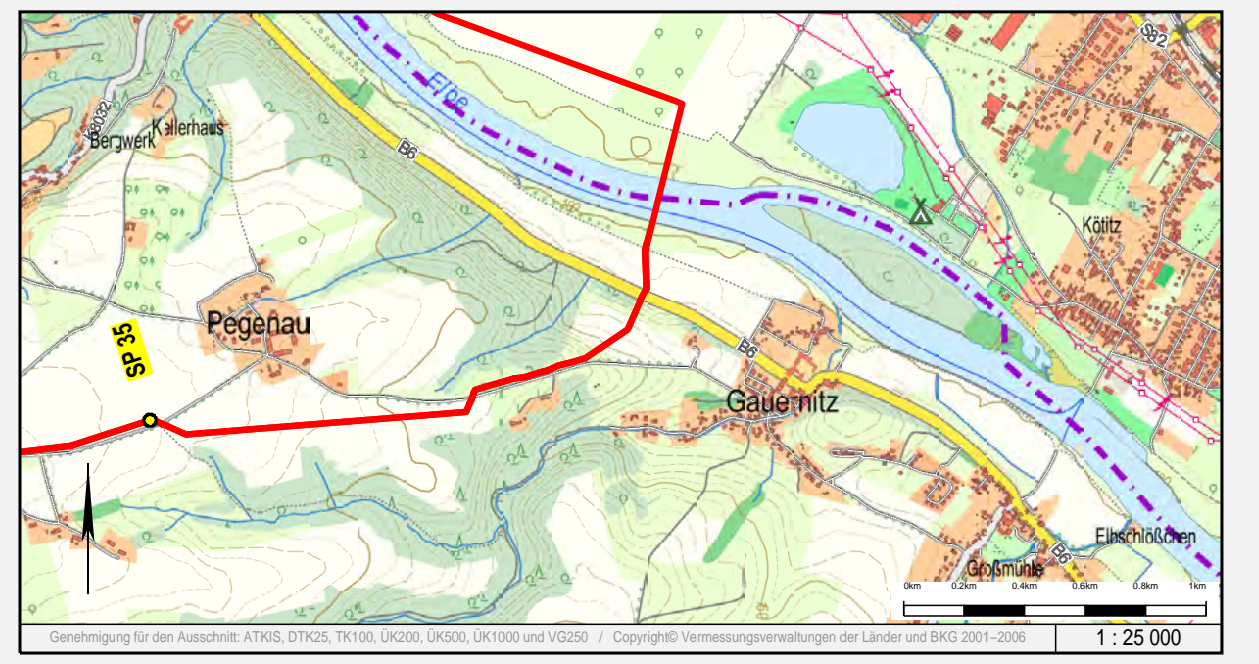 S82
Elbe
S8032
Kellerhaus
Bergwerk
B6
Kötitz
Pegenau
SP 35
B6
Gauernitz
Elbschlößchen
B6
Großmühle
0km 0.2km 0.4km 0.6km 0.8km 1km
Genehmigung für den Ausschnitt: ATKIS, DTK25, TK100, ÜK200, ÜK500, ÜK1000 und VG250 / Copyright© Vermessungsverwaltungen der Länder und BKG 2001–2006
1 : 25 000